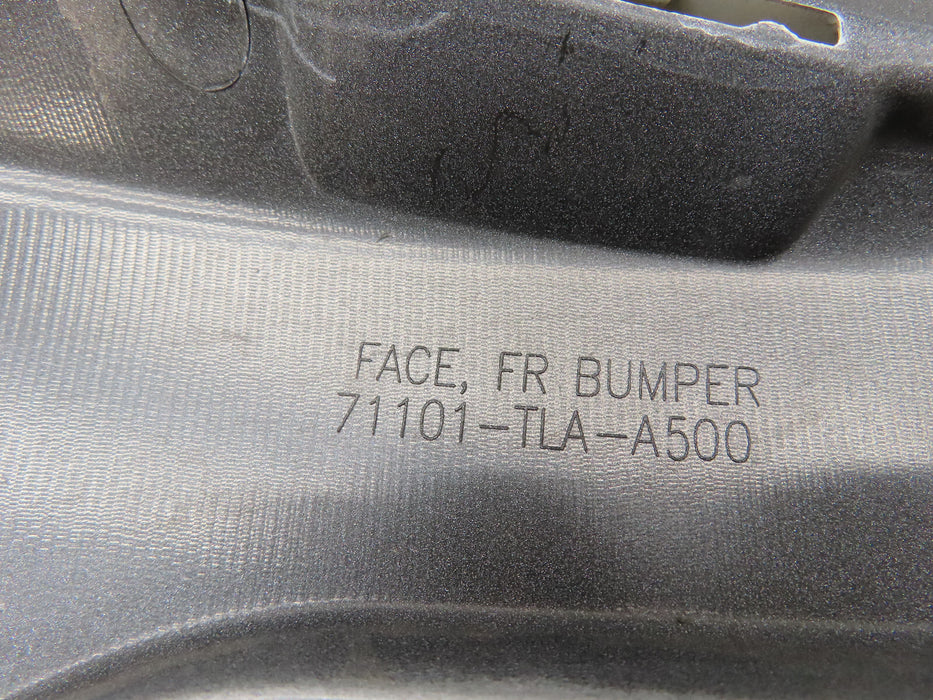 FACE, FR BUMPER
71101-TLA-A500